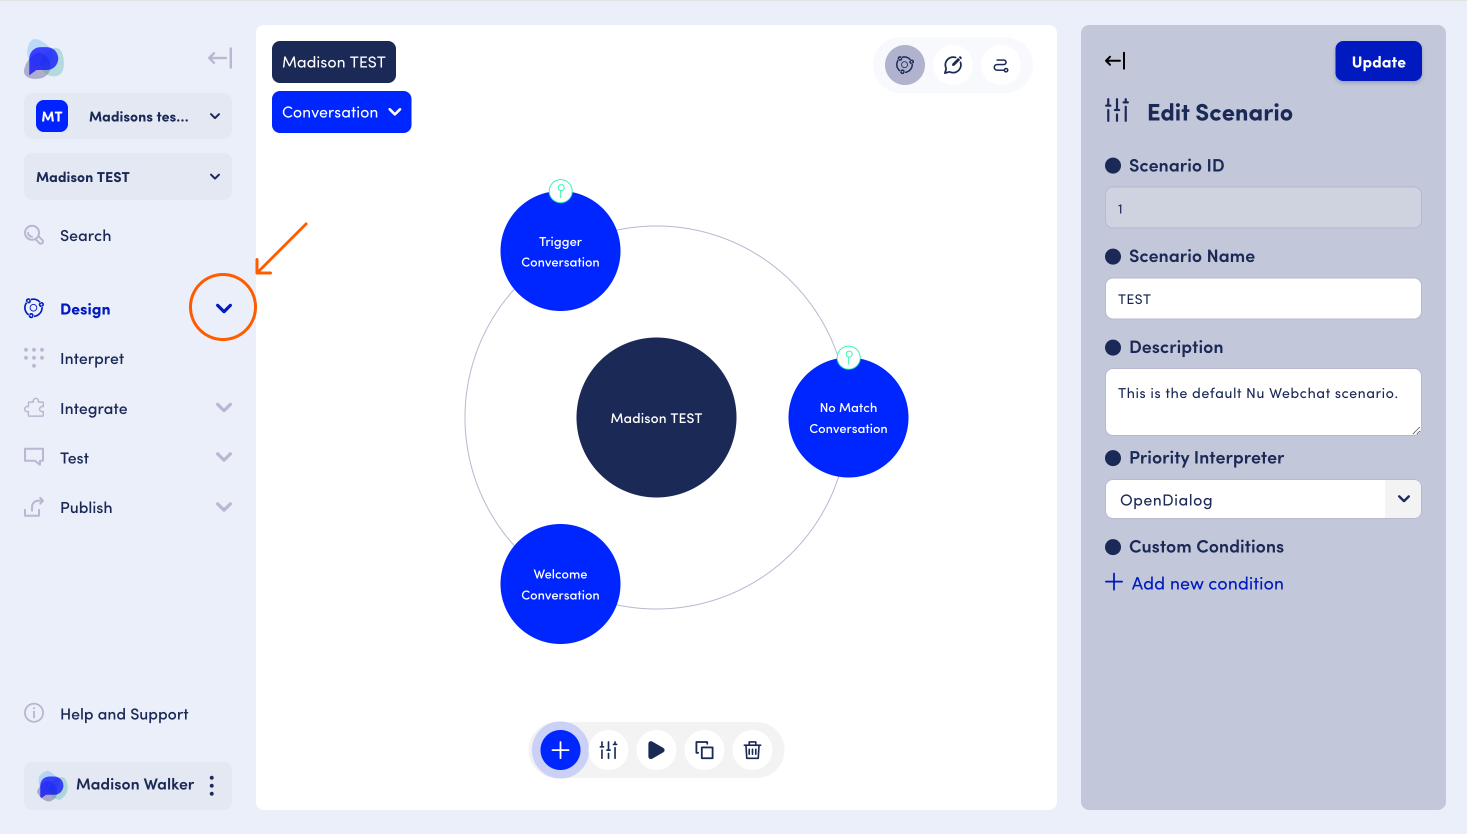 MT
Madisons tes...
Madison TEST
Search
Design
Interpret
Integrate
Test
Publish
Help and Support
Madison Walker
Madison TEST
Conversation
Trigger
Conversation
Madison TEST
No Match
Conversation
Welcome
Conversation
Update
Edit Scenario
Scenario ID
1
Scenario Name
TEST
Description
This is the default Nu Webchat scenario.
Priority Interpreter
OpenDialog
Custom Conditions
Add new condition